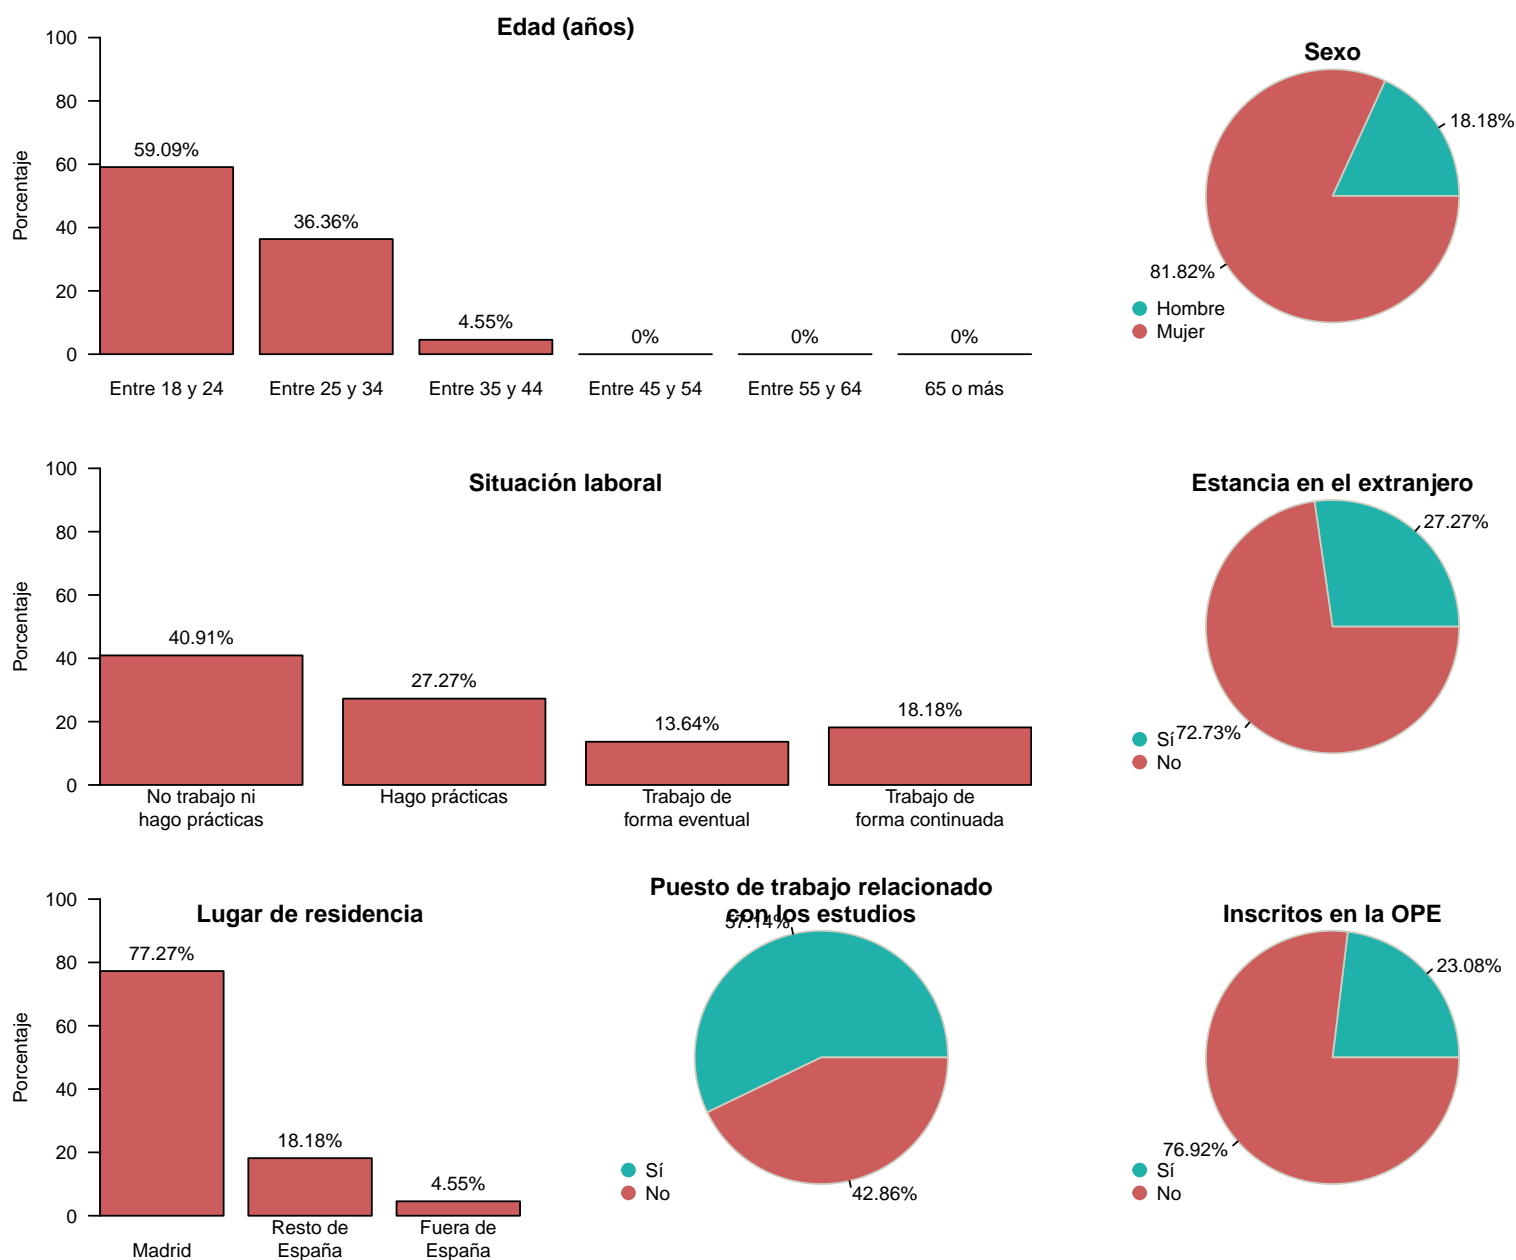 Edad (años)
Porcentaje
100
80
60
40
20
0
59.09%
36.36%
4.55%
0%
0%
0%
Entre 18 y 24
Entre 25 y 34
Entre 35 y 44
Entre 45 y 54
Entre 55 y 64
65 o más
Sexo
18.18%
81.82%
Hombre
Mujer
Situación laboral
Porcentaje
100
80
60
40
20
0
40.91%
27.27%
13.64%
18.18%
No trabajo ni
hago prácticas
Hago prácticas
Trabajo de
forma eventual
Trabajo de
forma continuada
Estancia en el extranjero
27.27%
72.73%
Sí
No
Lugar de residencia
Porcentaje
100
80
60
40
20
0
77.27%
18.18%
4.55%
Madrid
Resto de
España
Fuera de
España
Puesto de trabajo relacionado
con los estudios
57.14%
42.86%
Sí
No
Inscritos en la OPE
23.08%
76.92%
Sí
No